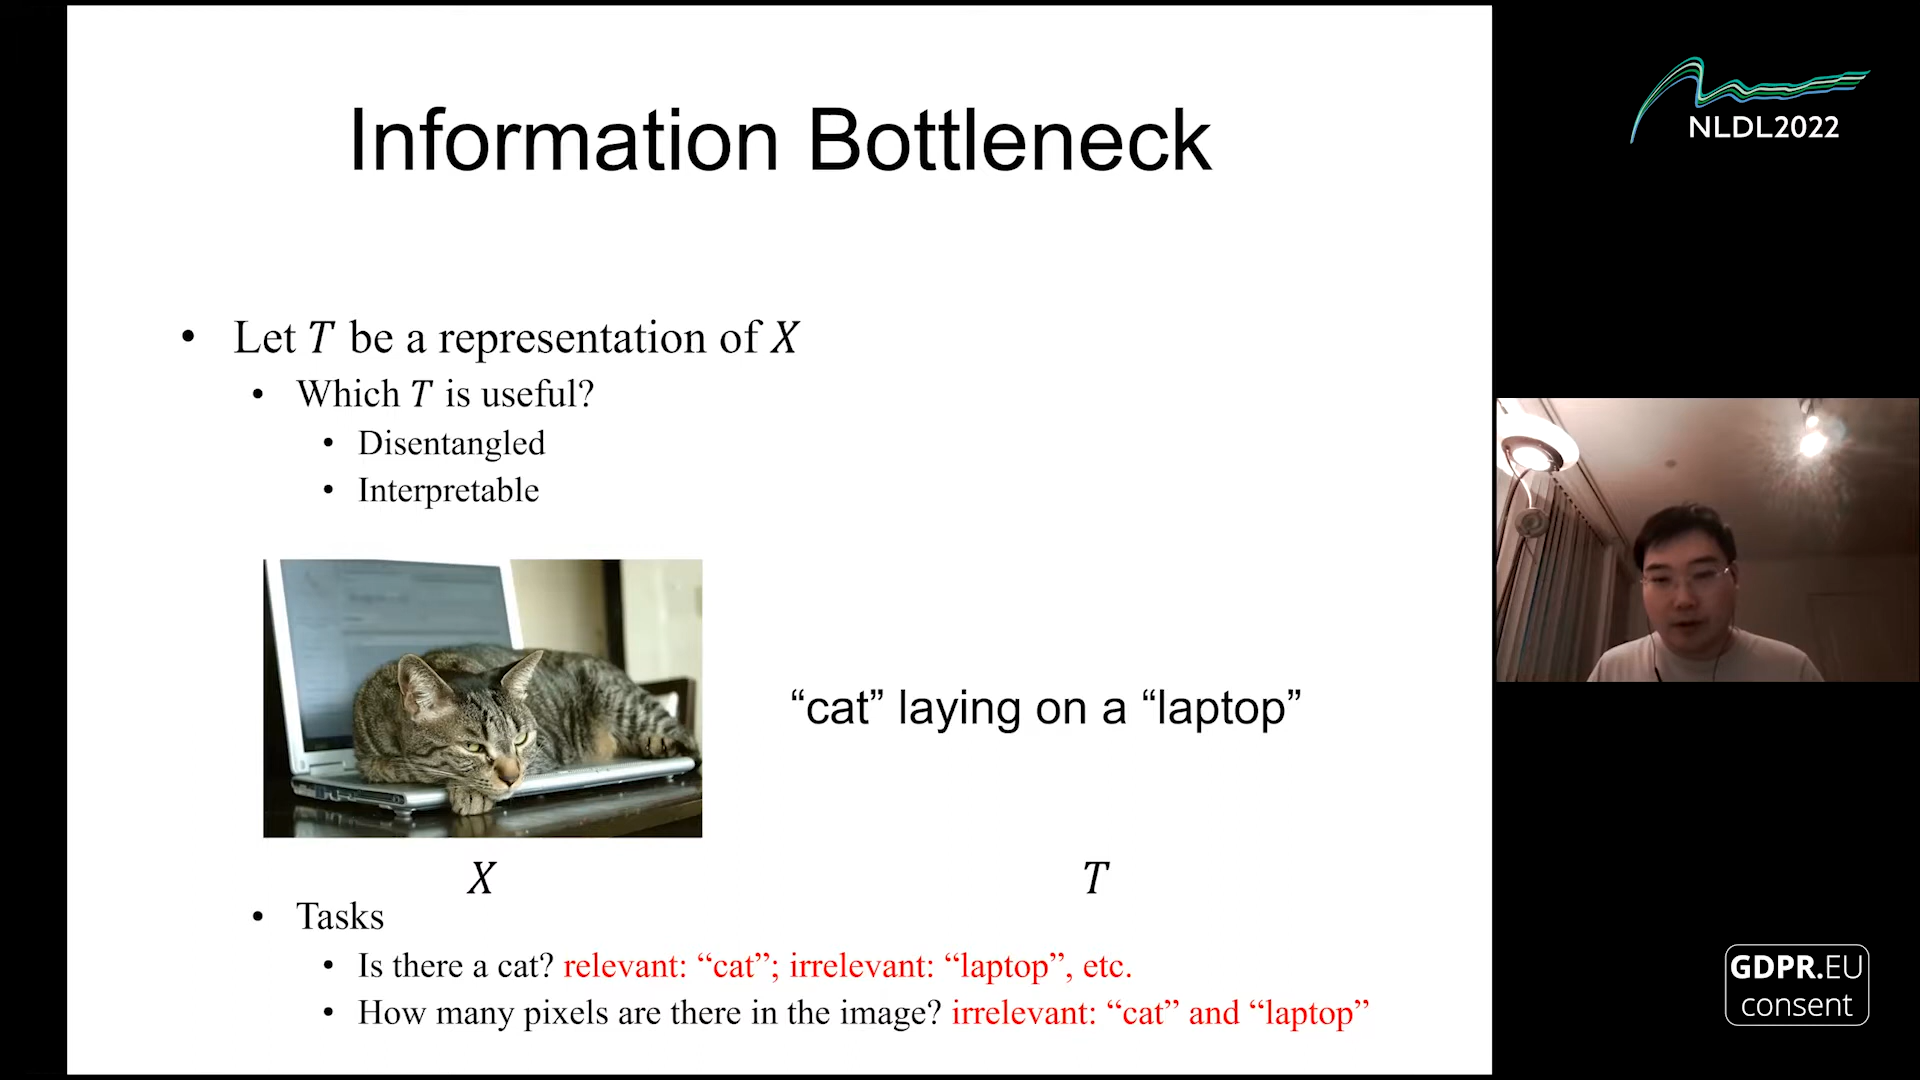 Information Bottleneck
NLDL2022
• Let T be a representation of X
• Which T is useful?
• Disentangled
• Interpretable
“cat” laying on a “laptop”
X
T
• Tasks
• Is there a cat? relevant: “cat”; irrelevant: “laptop”, etc.
• How many pixels are there in the image? irrelevant: “cat” and “laptop”
GDPR.EU
consent